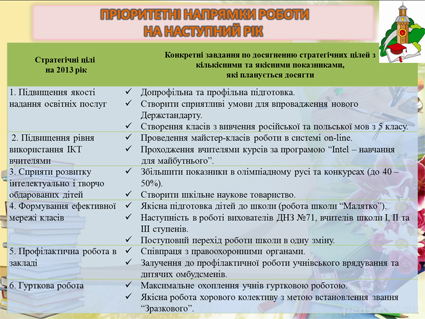 ПРІОРИТЕТНІ НАПРЯМКИ РОБОТИ
НА НАСТУПНИЙ РІК
Стратегічні цілі
на 2013 рік
Конкретні завдання по досягненню стратегічних цілей з
кількісними та якісними показниками,
які планується досягти
1. Підвищення якості
надання освітніх послуг
✓ Допрофільна та профільна підготовка.
✓ Створити сприятливі умови для впровадження нового
Держстандарту.
✓ Створення класів з вивчення російської та польської мов з 5 класу.
2. Підвищення рівня
використання ІКТ
вчителями
✓ Проведення майстер-класів роботи в системі on-line.
✓ Проходження вчителями курсів за програмою “Intel – навчання
для майбутнього”.
3. Сприяти розвитку
інтелектуально і творчо
обдарованих дітей
✓ Збільшити показники в олімпіадному русі та конкурсах (до 40 –
50%).
✓ Створити шкільне наукове товариство.
4. Формування ефективної
мережі класів
✓ Якісна підготовка дітей до школи (робота школи “Малятко”).
✓ Наступність в роботі вихователів ДНЗ №71, вчителів школи І, ІІ та
ІІІ ступенів.
✓ Поступовий перехід роботи школи в одну зміну.
5. Профілактична робота в
закладі
✓ Співпраця з правоохоронними органами.
✓ Залучення до профілактичної роботи учнівського врядування та
дитячих омбудсменів.
6. Гурткова робота
✓ Максимальне охоплення учнів гуртковою роботою.
✓ Якісна робота хорового колективу з метою встановлення звання
“Зразкового”.